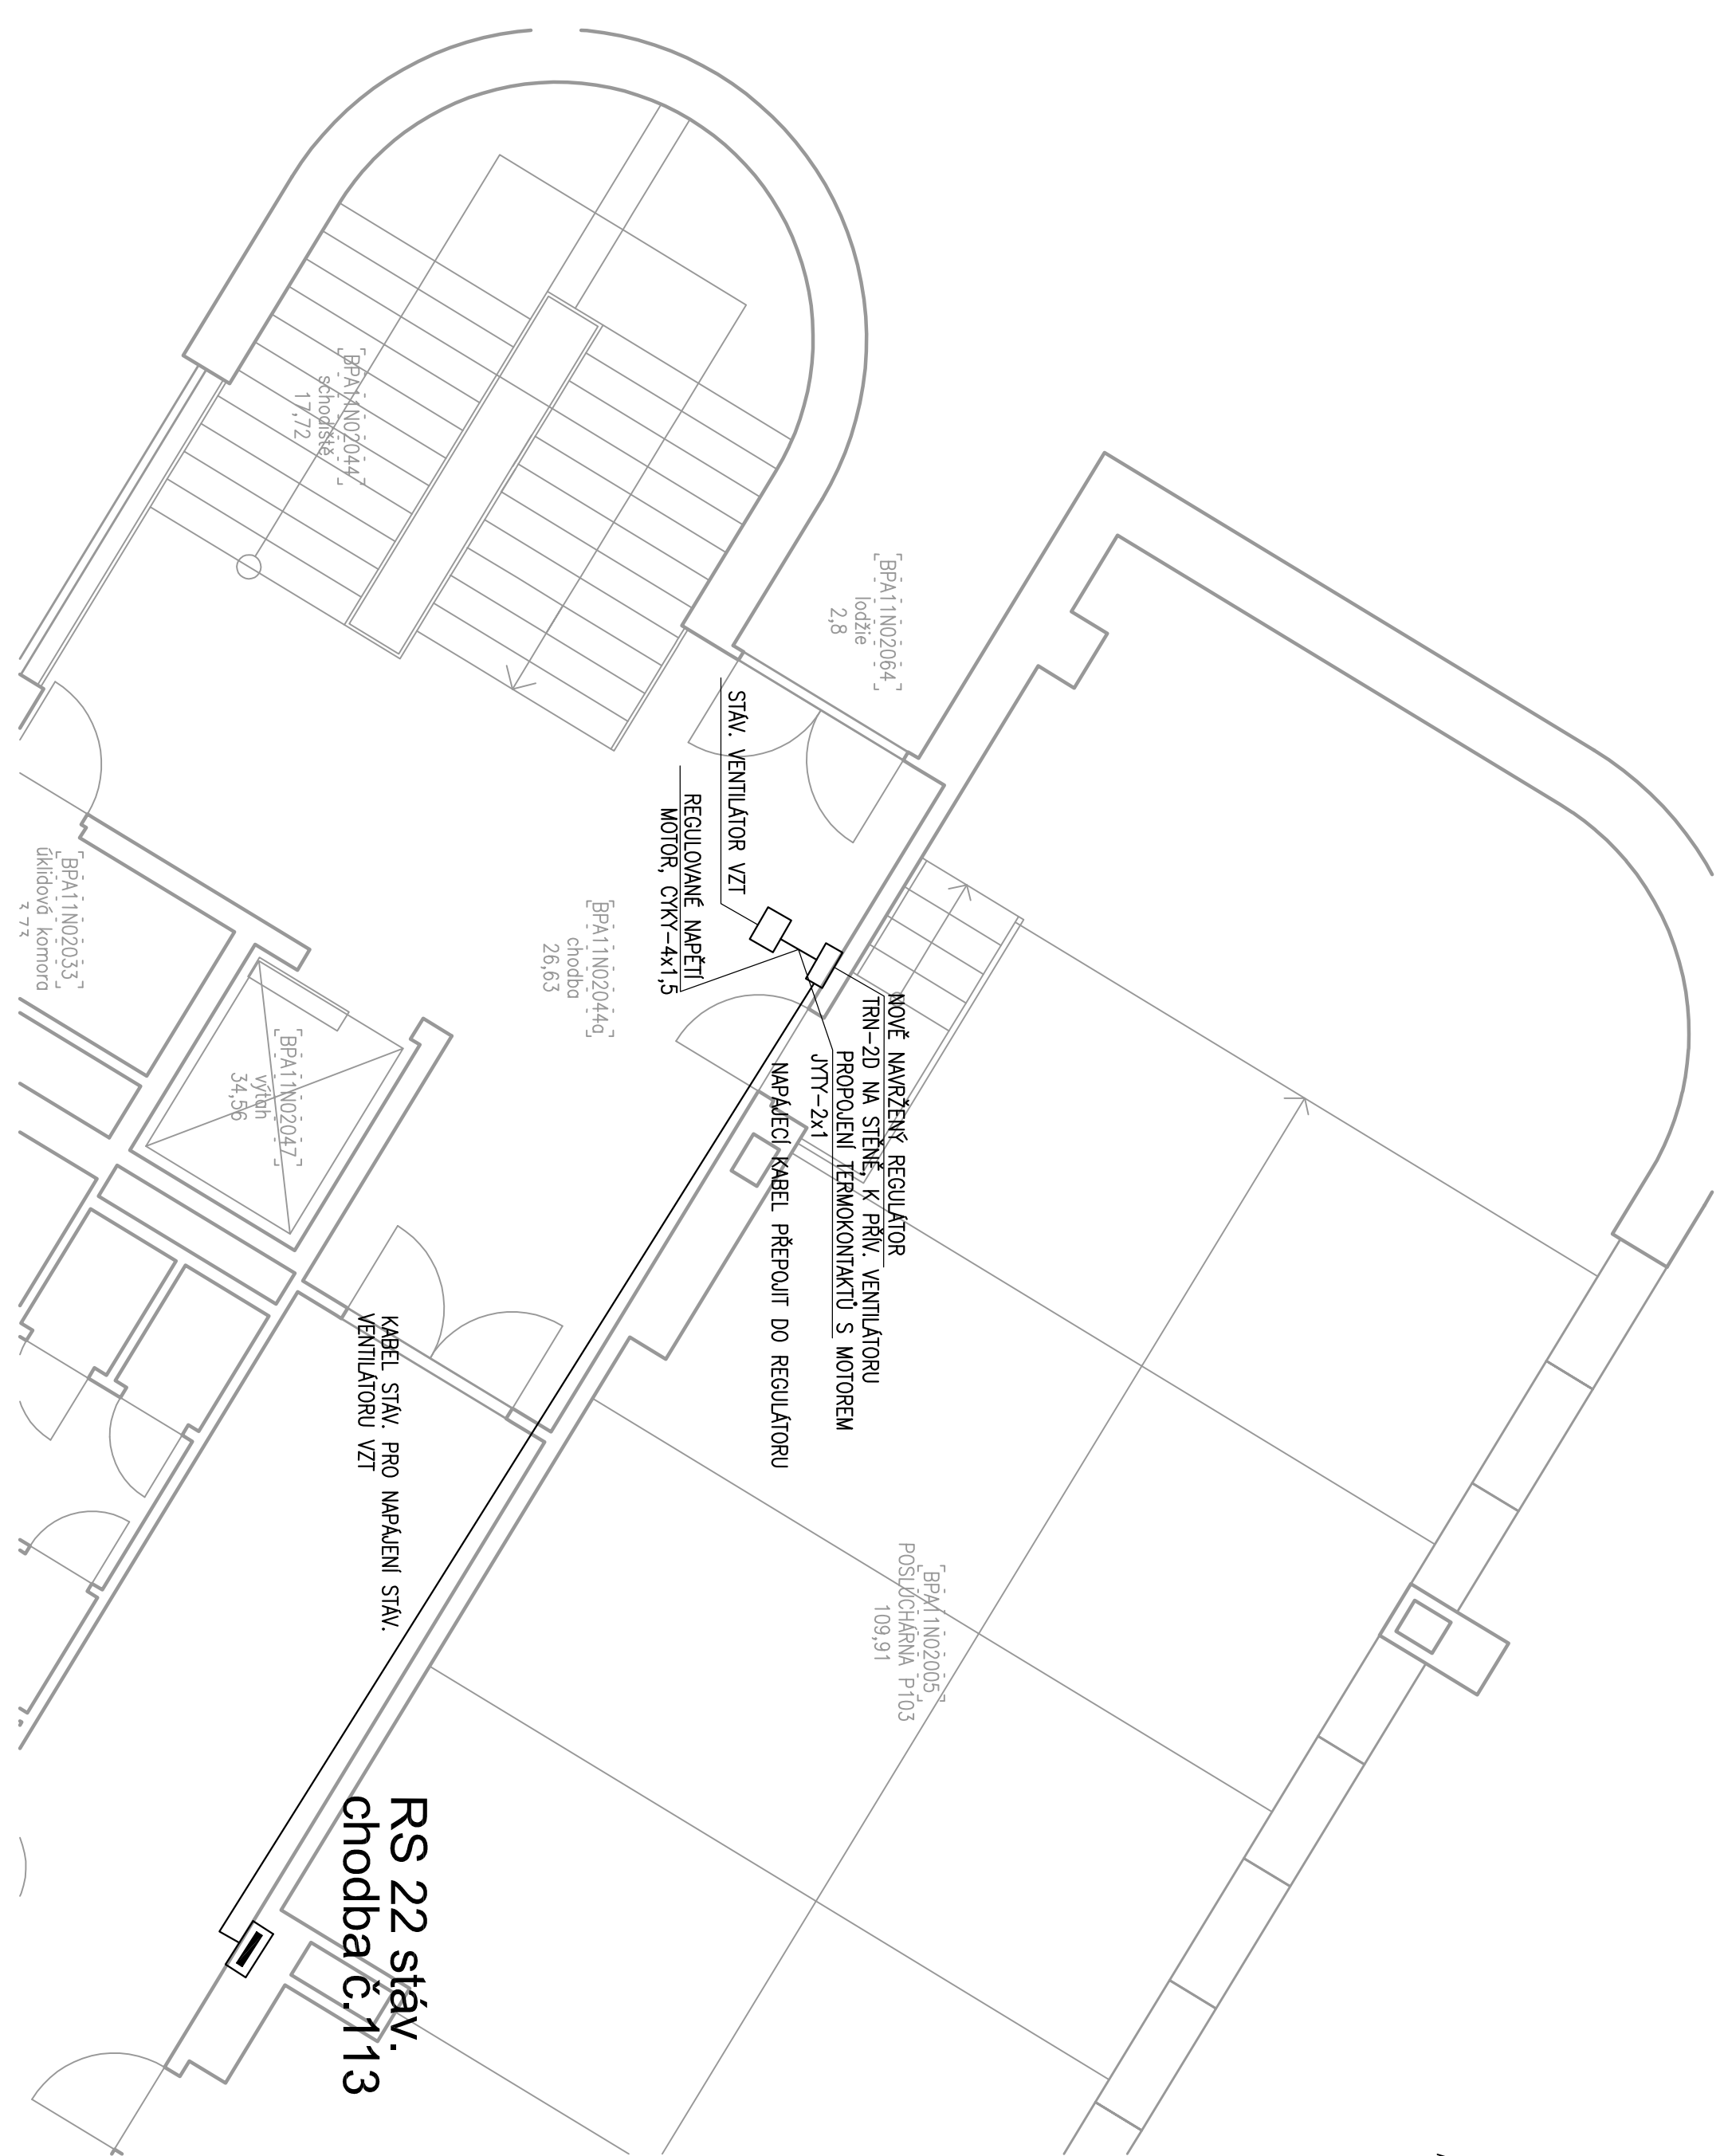 BPA11N02064
lodžie
2,8
BPA11N02044
schodiště
17,72
STÁV. VENTILÁTOR VZT
REGULOVANÉ NAPĚTÍ
MOTOR, CYKY-4x1,5
BPA11N02044a
chodba
26,63
BPA11N02033
úklidová komora
BPA11N02047
výtah
34,56
NOVĚ NAVRŽENÝ REGULÁTOR
TRN-2D NA STĚNĚ, K PŘÍV. VENTILÁTORU
PROPOJENÍ TERMOKONTAKTŮ S MOTOREM
JYTY-2x1
NAPÁJECÍ KABEL PŘEPOJIT DO REGULÁTORU
KABEL STÁV. PRO NAPÁJENÍ STÁV.
VENTILÁTORU VZT
BPA11N02005
POSLUCHÁRNA P103
109,91
RS 22 stáv.
chodba č.113